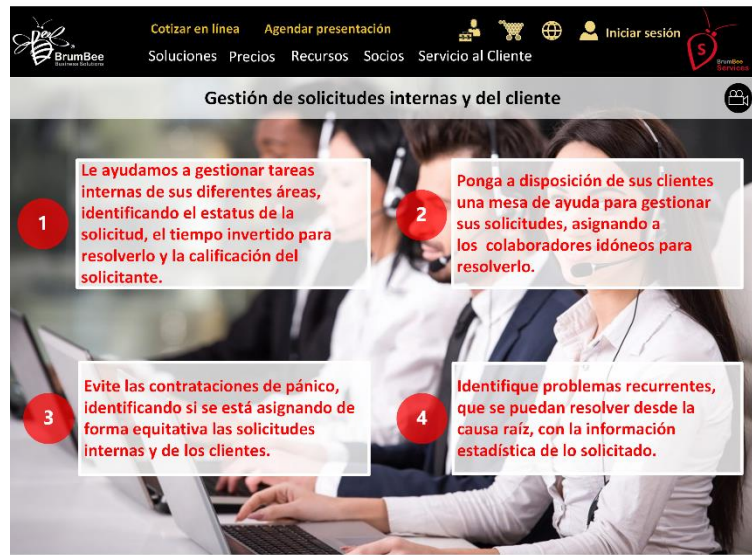 Cotizar en línea Agendar presentación
Iniciar sesión
BrumBee
Business Solutions
Soluciones Precios Recursos Socios Servicio al Cliente
S
BrumBee
Services
Gestión de solicitudes internas y del cliente
1
Le ayudamos a gestionar tareas
internas de sus diferentes áreas,
identificando el estatus de la
solicitud, el tiempo invertido para
resolverlo y la calificación del
solicitante.
2
Ponga a disposición de sus clientes
una mesa de ayuda para gestionar
sus solicitudes, asignando a
los colaboradores idóneos para
resolverlo.
3
Evite las contrataciones de pánico,
identificando si se está asignando de
forma equitativa las solicitudes
internas y de los clientes.
4
Identifique problemas recurrentes,
que se puedan resolver desde la
causa raíz, con la información
estadística de lo solicitado.